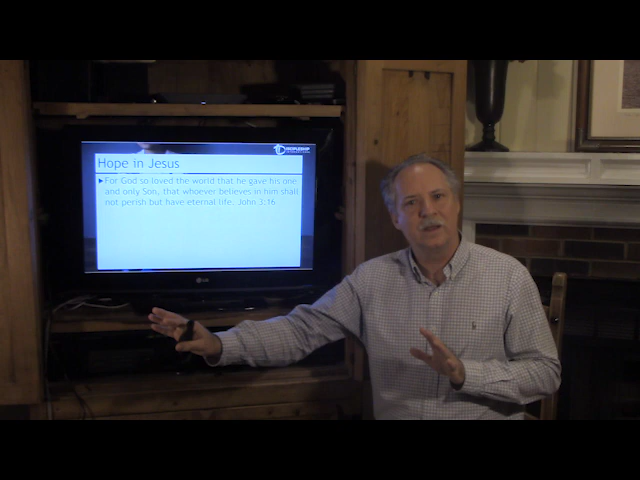 DISCIPLESHIP
Hope in Jesus
For God so loved the world that he gave his one
and only Son, that whoever believes in him shall
not perish but have eternal life. John 3:16
LG